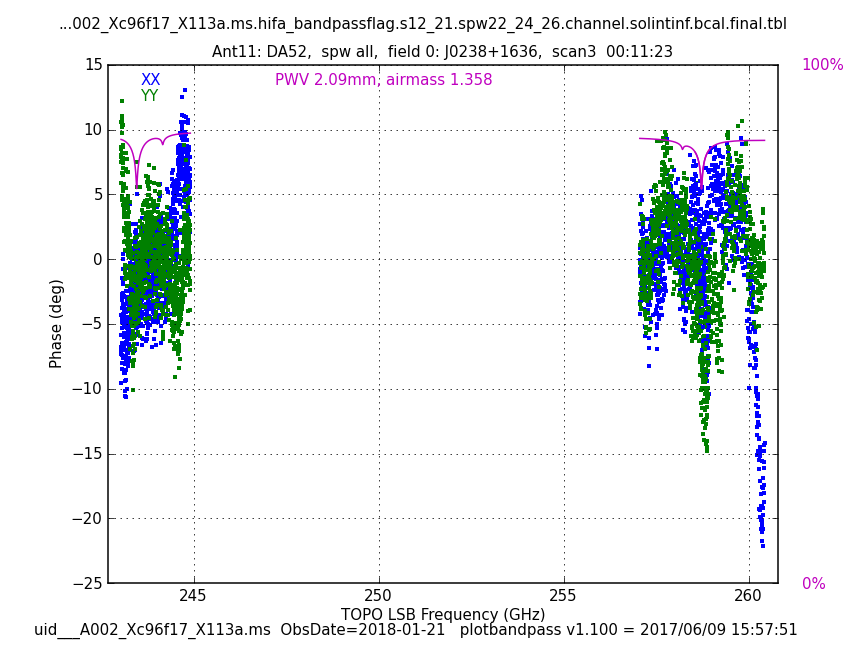 ...002_Xc96f17_X113a.ms.hifa_bandpassflag.s12_21.spw22_24_26.channel.solintinf.bcal.final.tbl
Ant11: DA52,  spw all,  field 0: J0238+1636,  scan3  00:11:23
XX
YY
PWV 2.09mm, airmass 1.358
100%
0%
15
10
5
0
−5
−10
−15
−20
−25
Phase (deg)
245
250
255
260
TOPO LSB Frequency (GHz)
uid___A002_Xc96f17_X113a.ms  ObsDate=2018-01-21   plotbandpass v1.100 = 2017/06/09 15:57:51